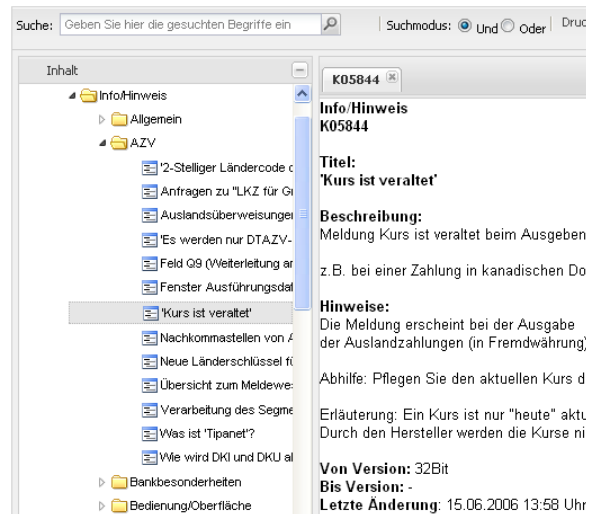 Suche: Geben Sie hier die gesuchten Begriffe ein Suchmodus: Und Oder Druc
Inhalt
Info/Hinweis
Allgemein
AZV
'2-Stelliger Ländercode
Anfragen zu "LKZ für Gr
Auslandsüberweisunge
'Es werden nur DTAZV-
Feld Q9 (Weiterleitung ar
Fenster Ausführungsdat
'Kurs ist veraltet'
Nachkommastellen von A
Neue Länderschlüssel fü
Übersicht zum Meldewe
Verarbeitung des Segme
Was ist 'Tipanet'?
Wie wird DKI und DKU al
Bankbesonderheiten
Bedienung/Oberfläche
K05844
Info/Hinweis
K05844
Titel:
'Kurs ist veraltet'
Beschreibung:
Meldung Kurs ist veraltet beim Ausgeben
z.B. bei einer Zahlung in kanadischen Do
Hinweise:
Die Meldung erscheint bei der Ausgabe
der Auslandzahlungen (in Fremdwährung)
Abhilfe: Pflegen Sie den aktuellen Kurs d
Erläuterung: Ein Kurs ist nur "heute" aktu
Durch den Hersteller werden die Kurse ni
Von Version: 32Bit
Bis Version: -
Letzte Änderung: 15.06.2006 13:58 Uhr